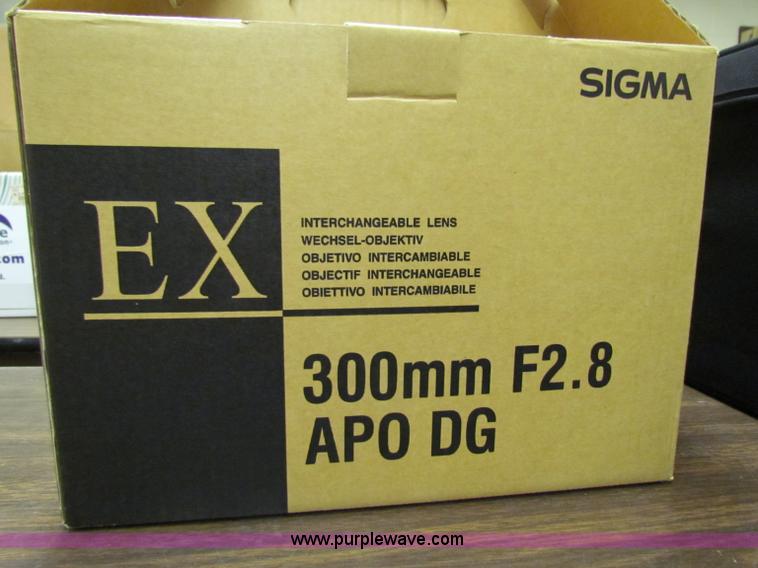 SIGMA
EX
INTERCHANGEABLE LENS
WECHSEL-OBJEKTIV
OBJETIVO INTERCAMBIABLE
OBJECTIF INTERCHANGEABLE
OBIETTIVO INTERCAMBIABILE
300mm F2.8
APO DG
.com
www.purplewave.com